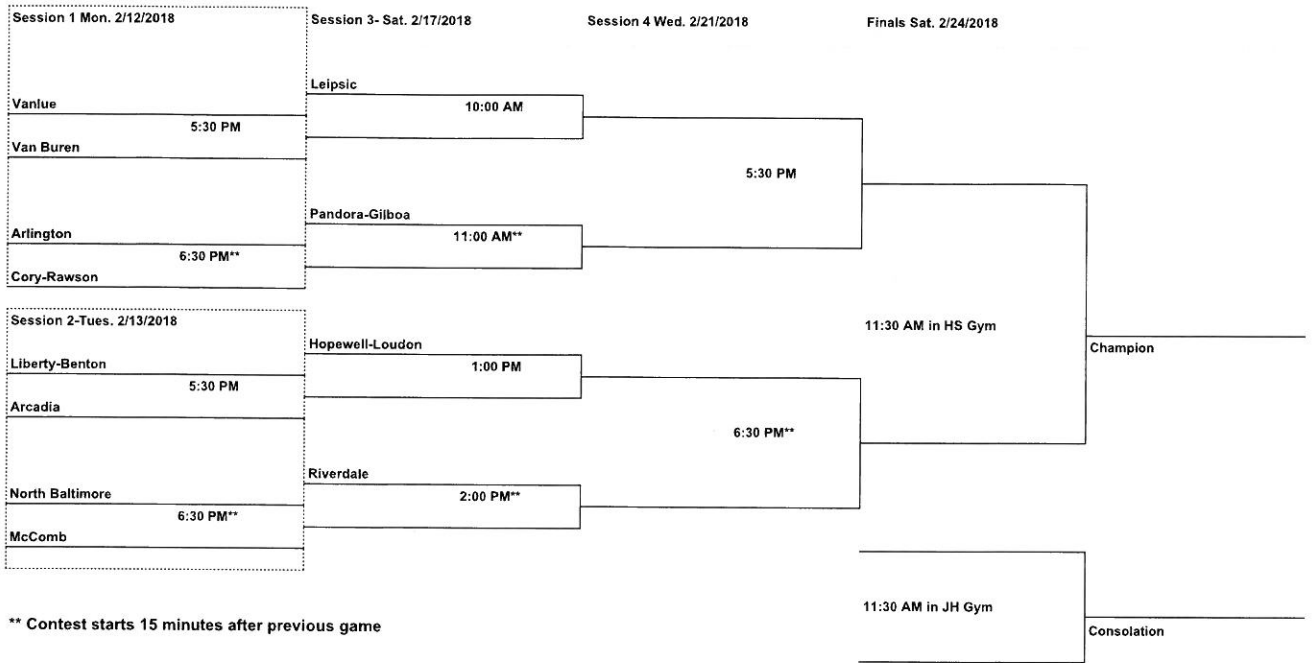 Session 1 Mon. 2/12/2018
Session 3- Sat. 2/17/2018
Session 4 Wed. 2/21/2018
Finals Sat. 2/24/2018
Leipsic
10:00 AM
Vanlue
5:30 PM
Van Buren
5:30 PM
Pandora-Gilboa
11:00 AM**
Arlington
6:30 PM**
Cory-Rawson
Session 2-Tues. 2/13/2018
11:30 AM in HS Gym
Hopewell-Loudon
Champion
Liberty-Benton
1:00 PM
5:30 PM
Arcadia
6:30 PM**
Riverdale
North Baltimore
2:00 PM**
6:30 PM**
McComb
11:30 AM in JH Gym
** Contest starts 15 minutes after previous game
Consolation